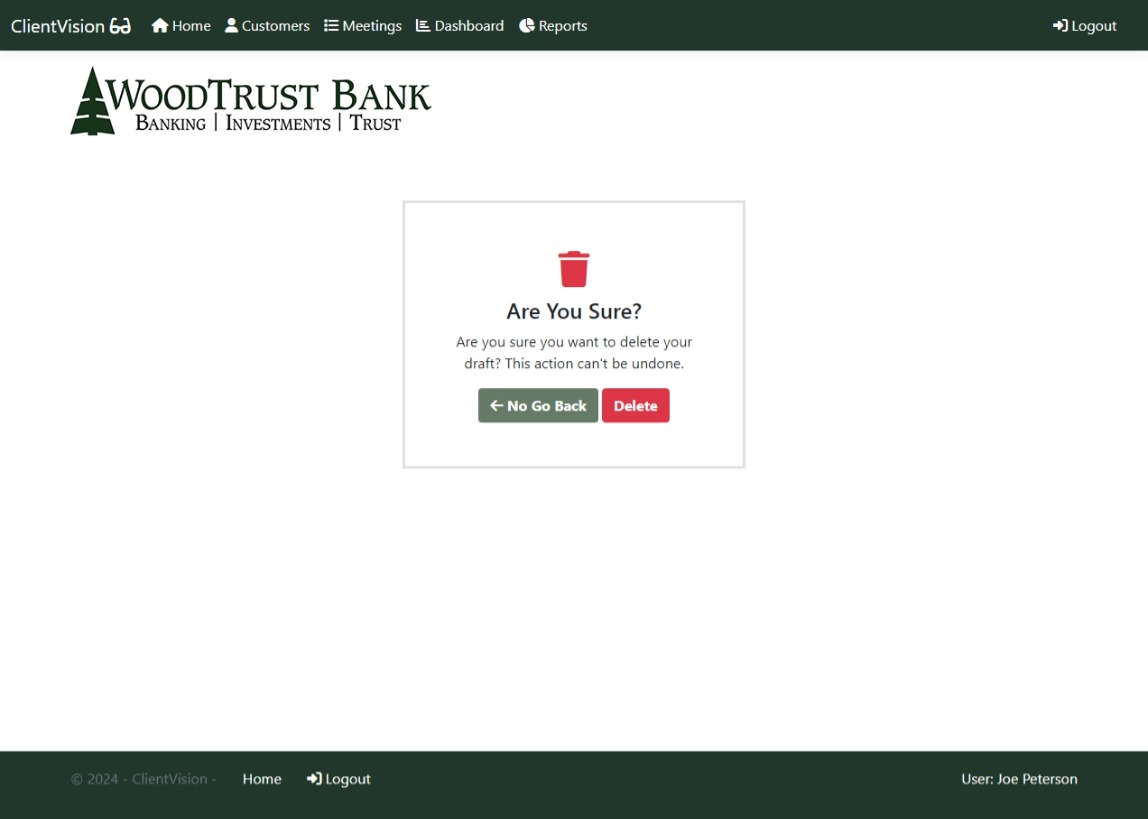 ClientVision Home Customers Meetings Dashboard Reports Logout
WOODTRUST BANK
BANKING | INVESTMENTS | TRUST
Are You Sure?
Are you sure you want to delete your
draft? This action can't be undone.
No Go Back Delete
© 2024 - ClientVision - Home Logout User: Joe Peterson